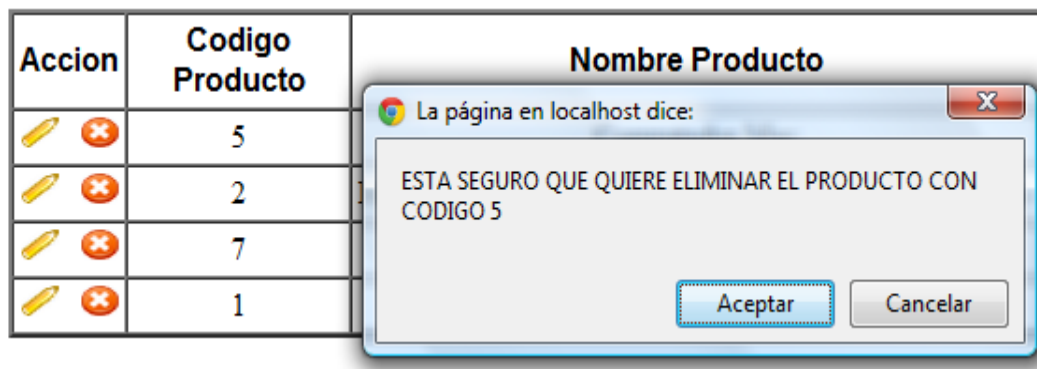 Accion
Codigo
Producto
Nombre Producto
La página en localhost dice:
5
ESTA SEGURO QUE QUIERE ELIMINAR EL PRODUCTO CON
CODIGO 5
2
7
Aceptar
Cancelar
1